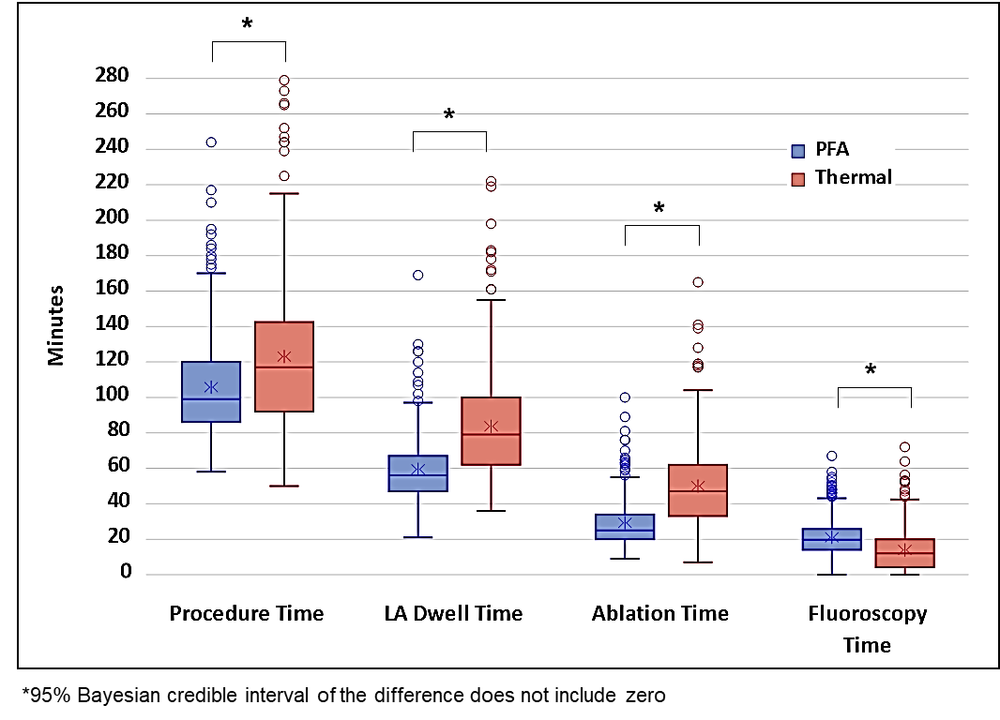 *
280
260
240
220
200
180
160
140
120
100
80
60
40
20
0
Minutes
*
*
*
PFA
Thermal
Procedure Time
LA Dwell Time
Ablation Time
Fluoroscopy
Time
*95% Bayesian credible interval of the difference does not include zero